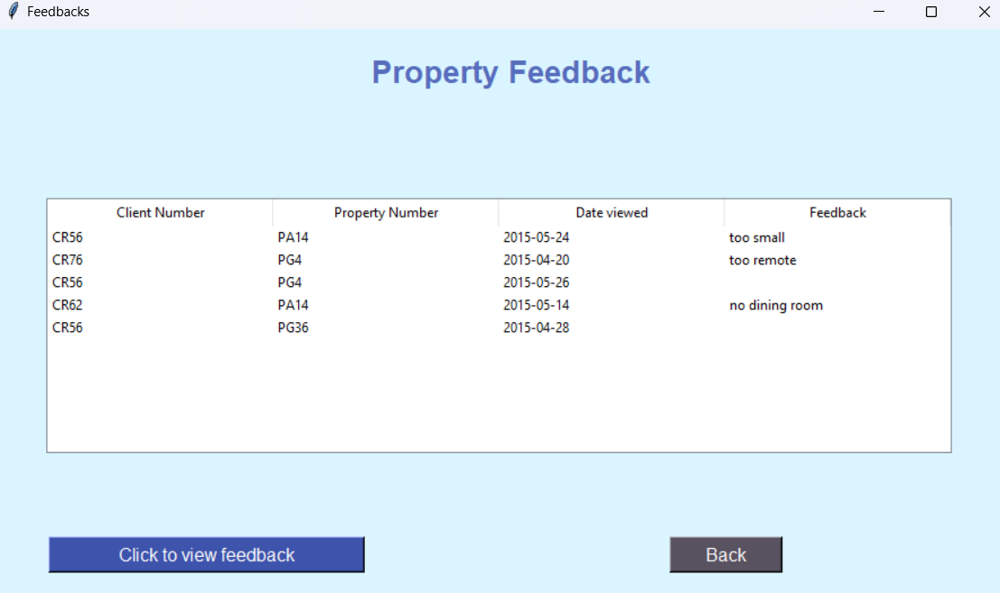 Feedbacks
Property Feedback
Client Number Property Number Date viewed Feedback
CR56 PA14 2015-05-24 too small
CR76 PG4 2015-04-20 too remote
CR56 PG4 2015-05-26
CR62 PA14 2015-05-14 no dining room
CR56 PG36 2015-04-28
Click to view feedback Back